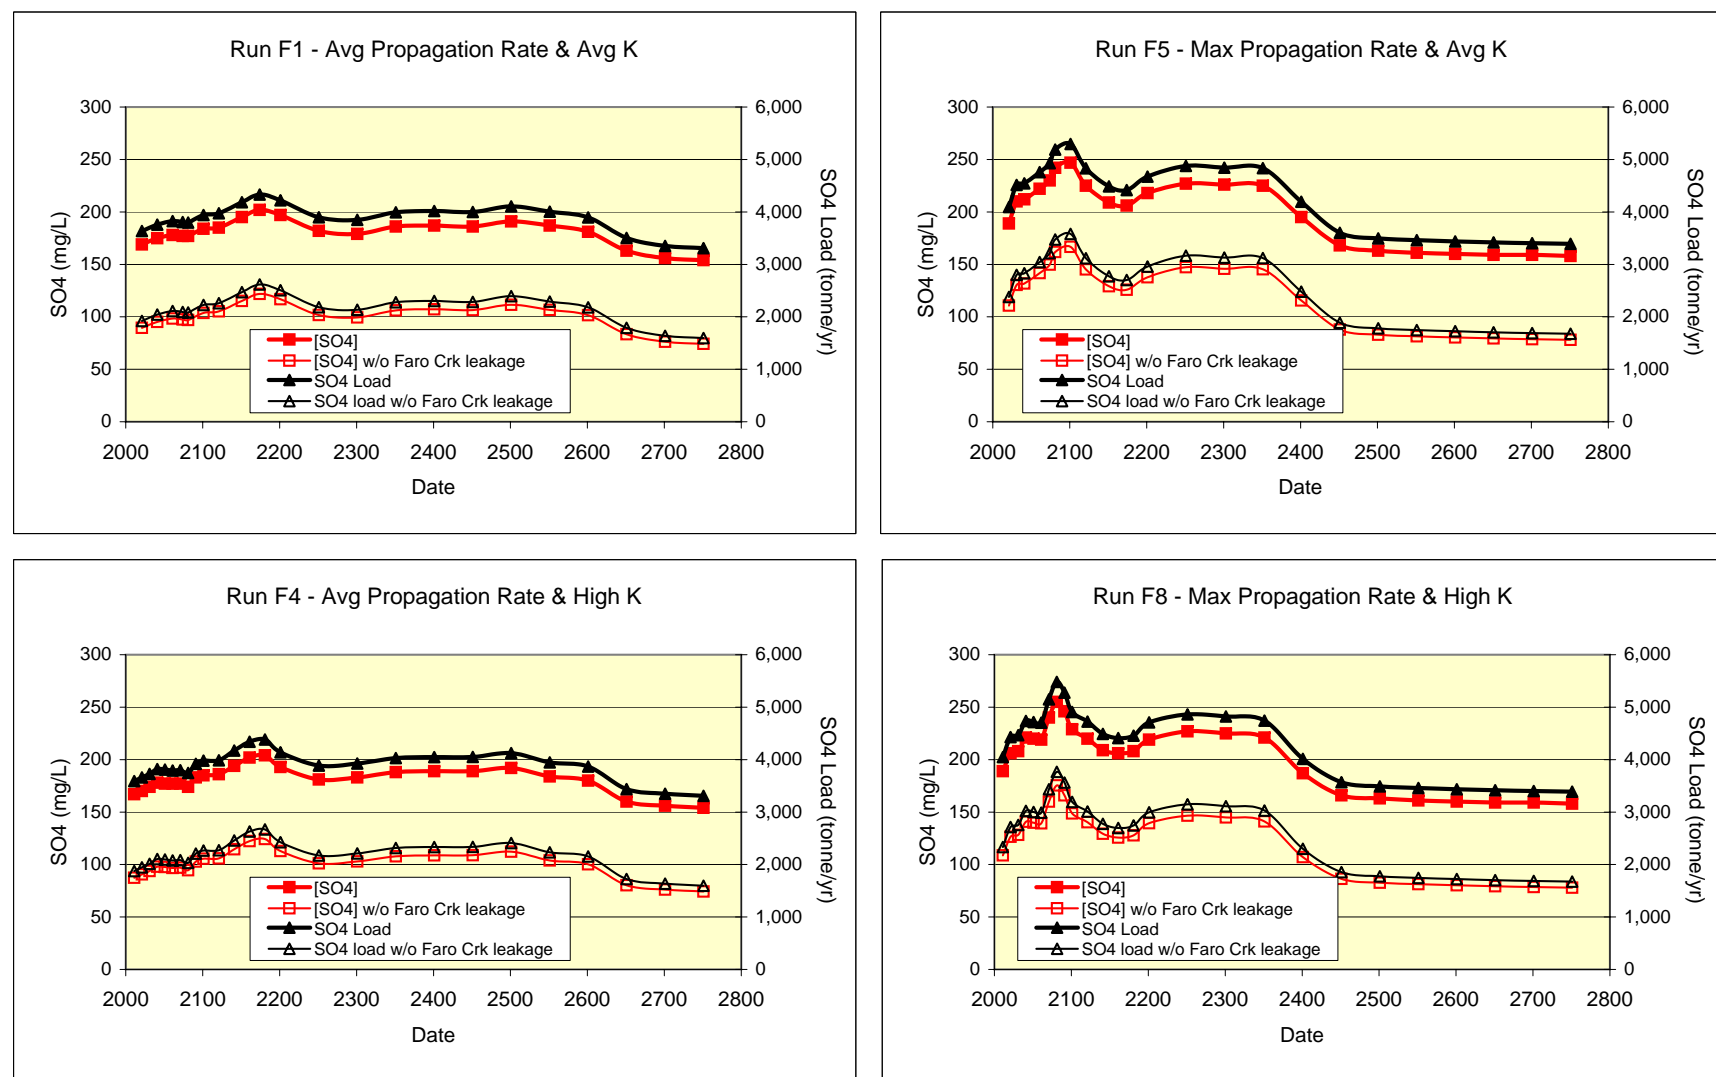 Run F1 - Avg Propagation Rate & Avg K
300
250
200
150
100
50
0
SO4 (mg/L)
6,000
5,000
4,000
3,000
2,000
1,000
0
SO4 Load (tonne/yr)
[SO4]
[SO4] w/o Faro Crk leakage
SO4 Load
SO4 load w/o Faro Crk leakage
2000 2100 2200 2300 2400 2500 2600 2700 2800
Date
Run F5 - Max Propagation Rate & Avg K
300
250
200
150
100
50
0
SO4 (mg/L)
6,000
5,000
4,000
3,000
2,000
1,000
0
SO4 Load (tonne/yr)
[SO4]
[SO4] w/o Faro Crk leakage
SO4 Load
SO4 load w/o Faro Crk leakage
2000 2100 2200 2300 2400 2500 2600 2700 2800
Date
Run F4 - Avg Propagation Rate & High K
300
250
200
150
100
50
0
SO4 (mg/L)
6,000
5,000
4,000
3,000
2,000
1,000
0
SO4 Load (tonne/yr)
[SO4]
[SO4] w/o Faro Crk leakage
SO4 Load
SO4 load w/o Faro Crk leakage
2000 2100 2200 2300 2400 2500 2600 2700 2800
Date
Run F8 - Max Propagation Rate & High K
300
250
200
150
100
50
0
SO4 (mg/L)
6,000
5,000
4,000
3,000
2,000
1,000
0
SO4 Load (tonne/yr)
[SO4]
[SO4] w/o Faro Crk leakage
SO4 Load
SO4 load w/o Faro Crk leakage
2000 2100 2200 2300 2400 2500 2600 2700 2800
Date